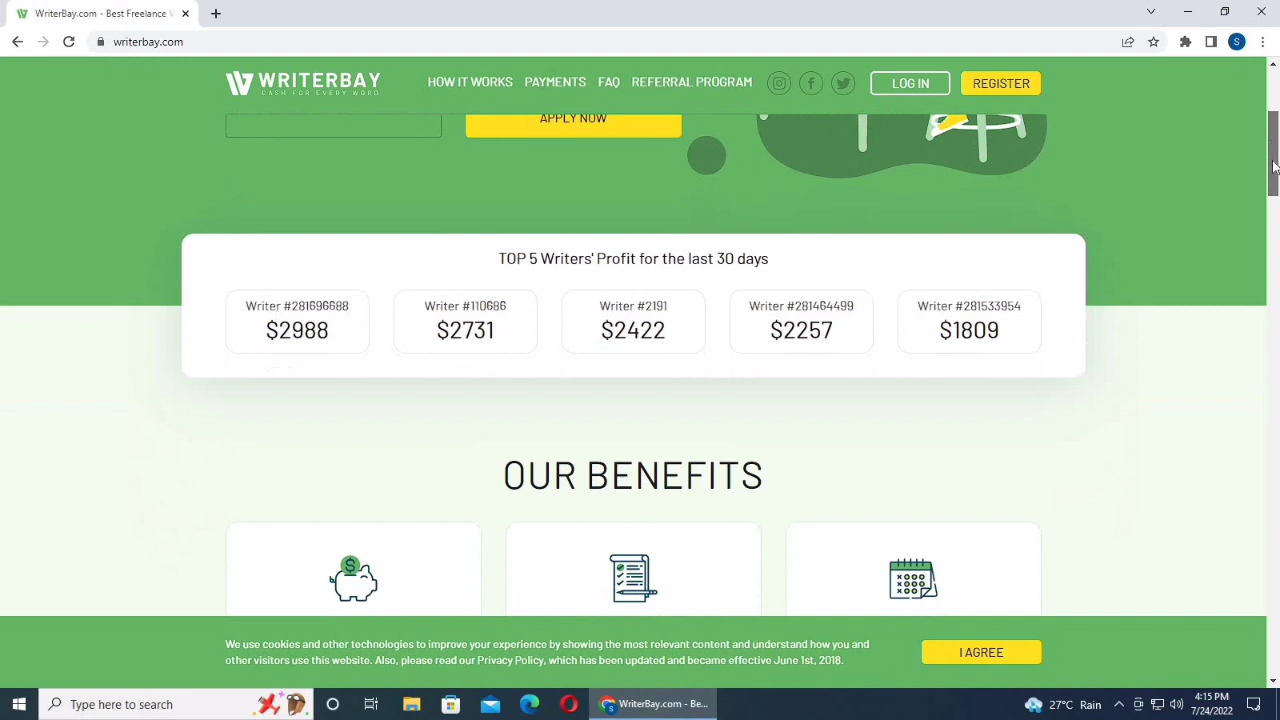 WriterBay.com - Best Freelance V
writerbay.com
S
WRITERBAY
CASH FOR EVERY WORD
HOW IT WORKS
PAYMENTS
FAQ
REFERRAL PROGRAM
LOG IN
REGISTER
APPLY NOW
TOP 5 Writers' Profit for the last 30 days
Writer #281696688
$2988
Writer #110686
$2731
Writer #2191
$2422
Writer #281464499
$2257
Writer #281533954
$1809
OUR BENEFITS
We use cookies and other technologies to improve your experience by showing the most relevant content and understand how you and
other visitors use this website. Also, please read our Privacy Policy, which has been updated and became effective June 1st, 2018.
I AGREE
Type here to search
WriterBay.com - Be...
27°C Rain
4:15 PM
7/24/2022